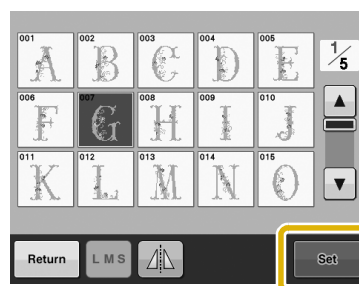 001 002 003 004 005
A B C D E
1/5
006 007 008 009 010
F G H I J
011 012 013 014 015
K L M N O
Return L M S Set